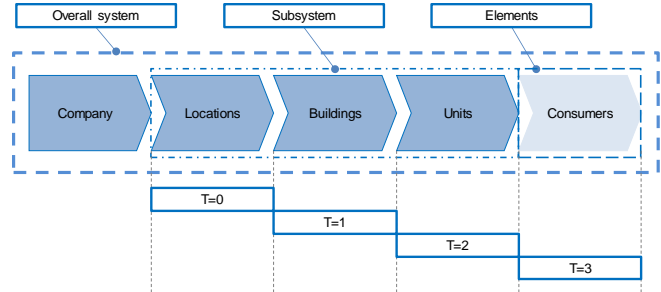 Overall system
Subsystem
Elements
Company
Locations
Buildings
Units
Consumers
T=0
T=1
T=2
T=3